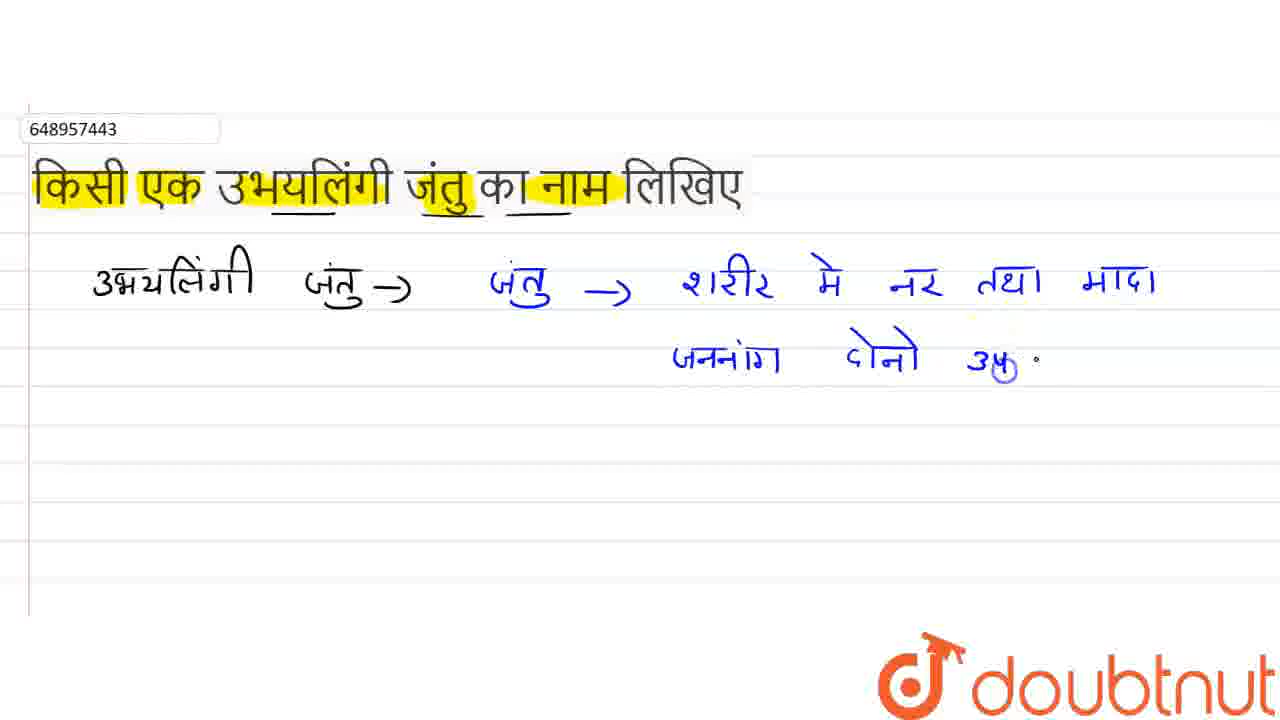 648957443
किसी एक उभयलिंगी जंतु का नाम लिखिए
उभयलिंगी जंतु → जंतु → शरीर मे नर तथा मादा
जननांग दोनो उप
doubtnut